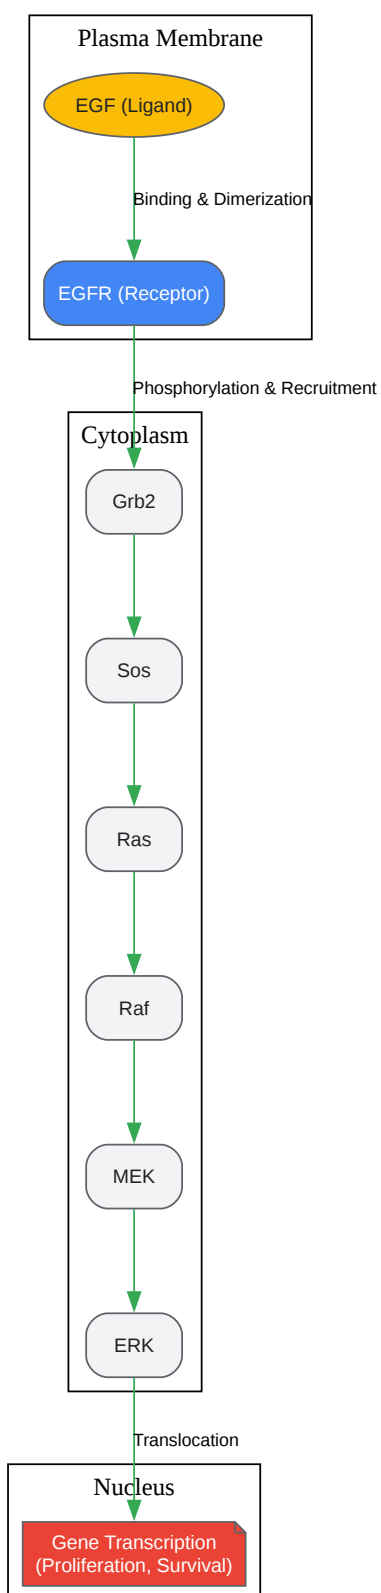 Plasma Membrane
EGF (Ligand)
Binding & Dimerization
EGFR (Receptor)
Phosphorylation & Recruitment
Cytoplasm
Grb2
Sos
Ras
Raf
MEK
ERK
Translocation
Nucleus
Gene Transcription
(Proliferation, Survival)